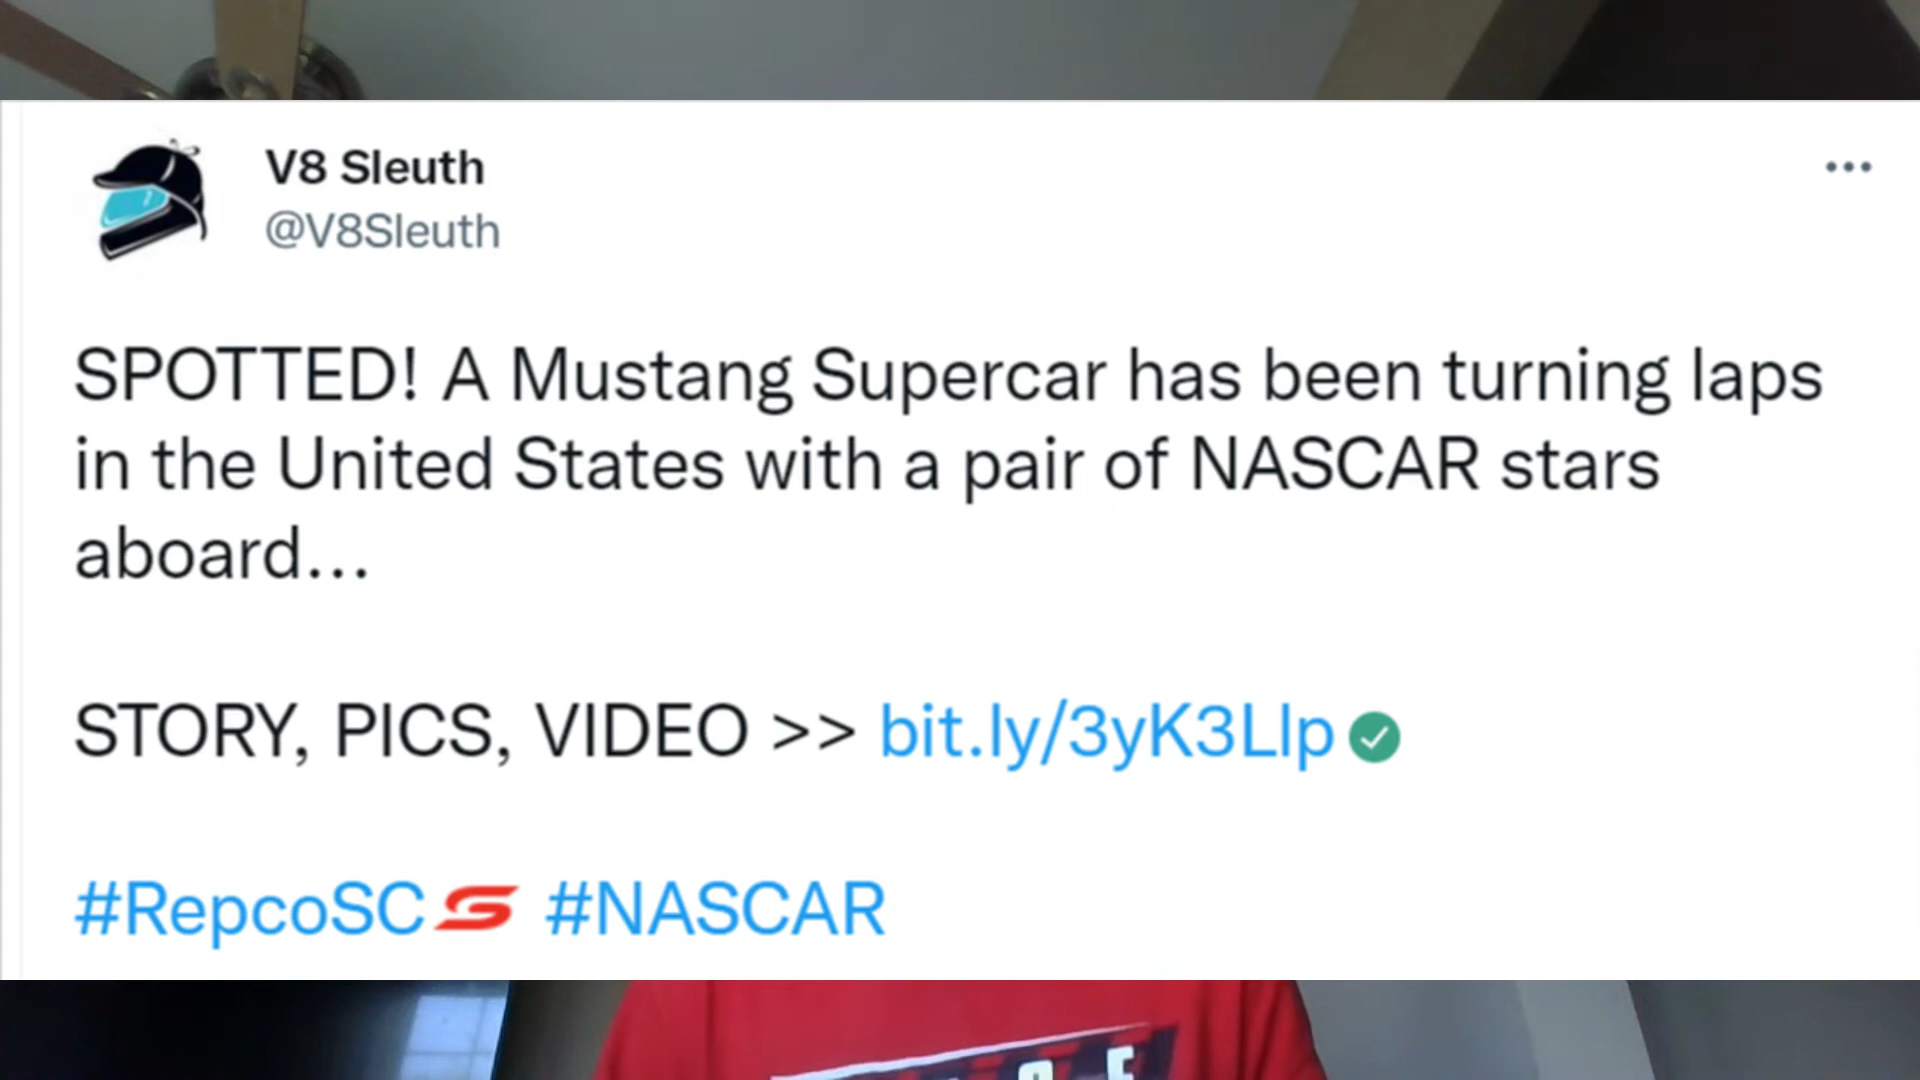 V8 Sleuth
@V8Sleuth
SPOTTED! A Mustang Supercar has been turning laps
in the United States with a pair of NASCAR stars
aboard...
STORY, PICS, VIDEO >> bit.ly/3yK3Llp
#RepcoSC #NASCAR